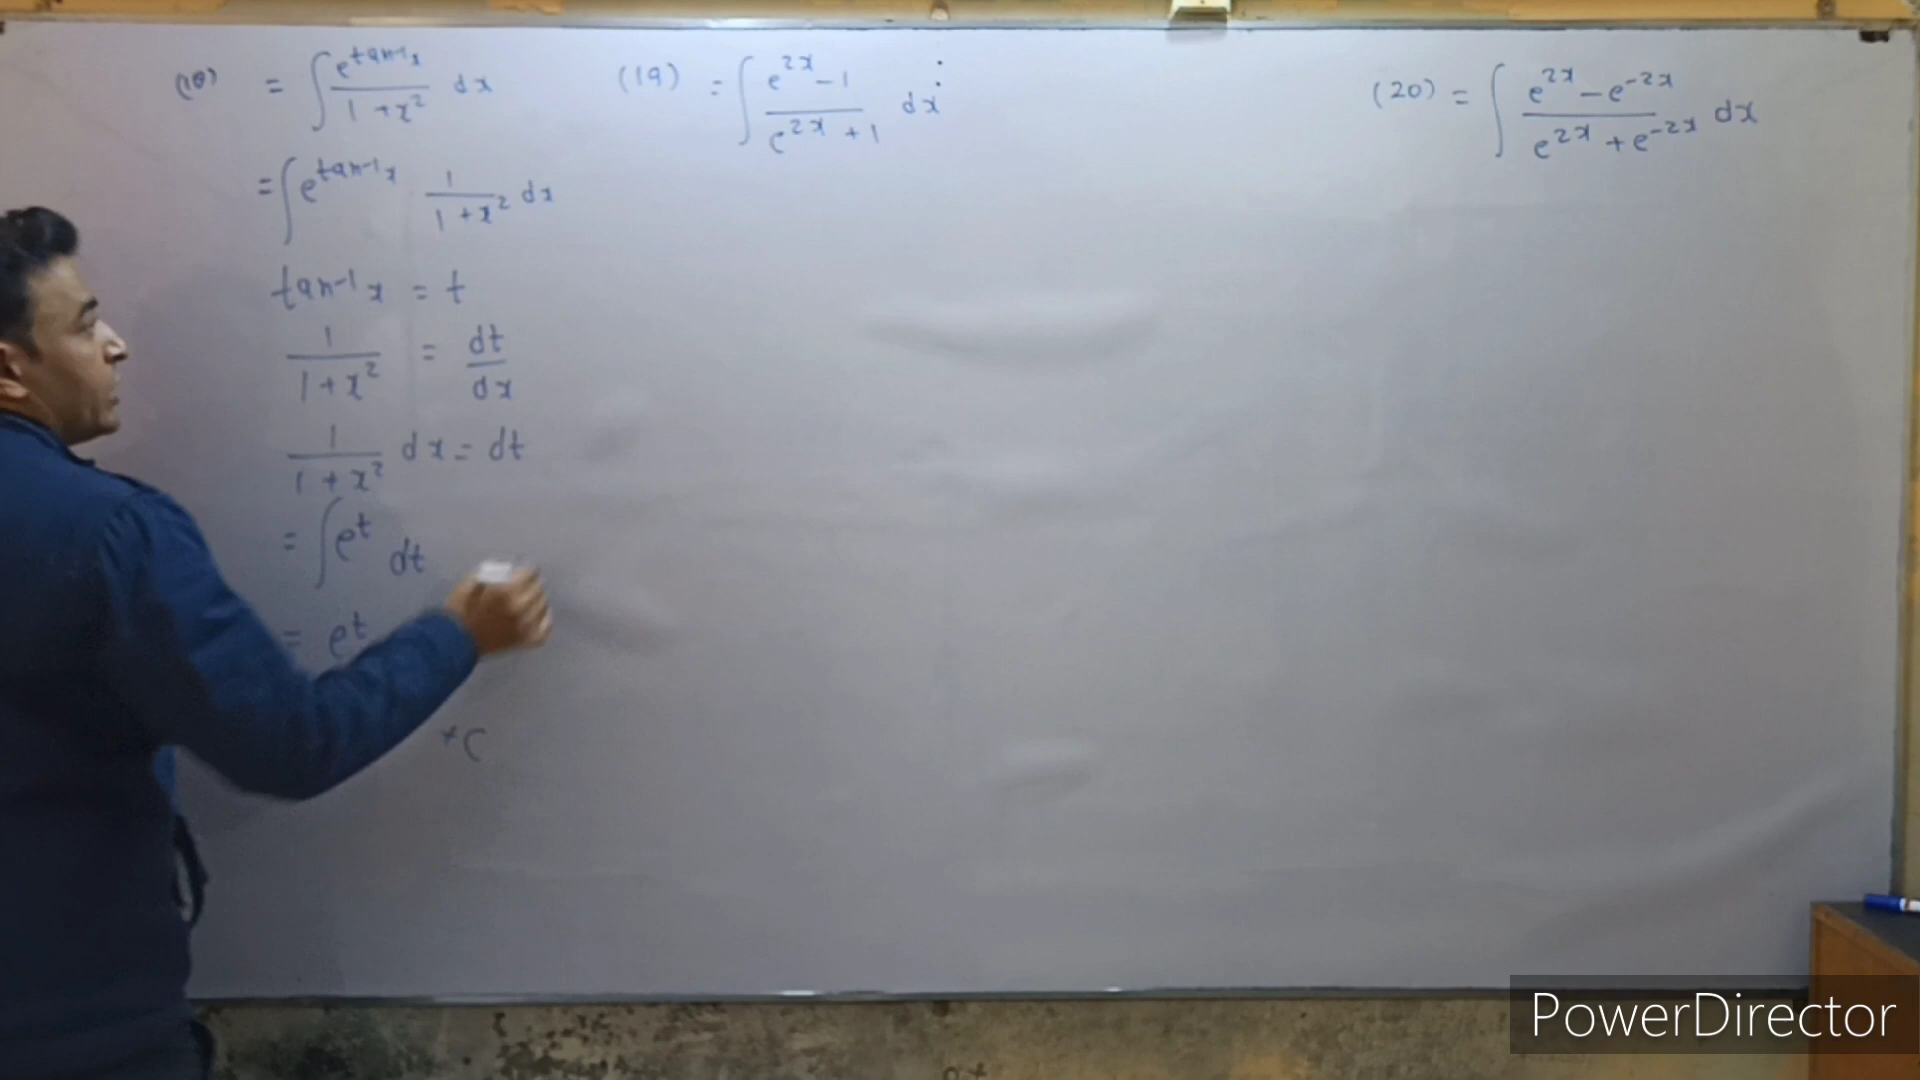 (18) = ∫ e^tan-1x / 1+x² dx
= ∫ e^tan-1x 1 / 1+x² dx
tan-1x = t
1 / 1+x² = dt / dx
1 / 1+x² dx = dt
= ∫ e^t dt
= e^t
+C
(19) = ∫ e^2x - 1 / e^2x + 1 dx
(20) = ∫ e^2x - e^-2x / e^2x + e^-2x dx
PowerDirector